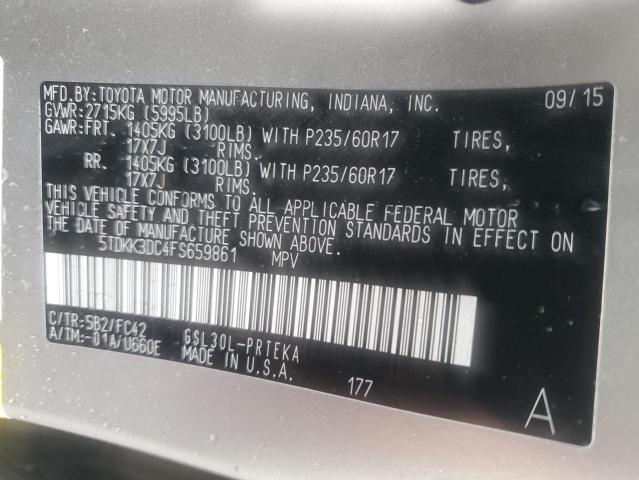 MFD.BY:TOYOTA MOTOR MANUFACTURING, INDIANA, INC. 09/15
GVWR:2715KG (5995LB)
GAWR:FRT. 1405KG (3100LB) WITH P235/60R17 TIRES,
17X7J RIMS.
RR. 1405KG (3100LB) WITH P235/60R17 TIRES,
17X7J RIMS.
THIS VEHICLE CONFORMS TO ALL APPLICABLE FEDERAL MOTOR
VEHICLE SAFETY AND THEFT PREVENTION STANDARDS IN EFFECT ON
THE DATE OF MANUFACTURE SHOWN ABOVE.
5TDKK3DC4FS659861 MPV
C/TR:5B2/FC42 GSL30L-PRTEKA
A/TM:-01A/U660E MADE IN U.S.A.
177
A